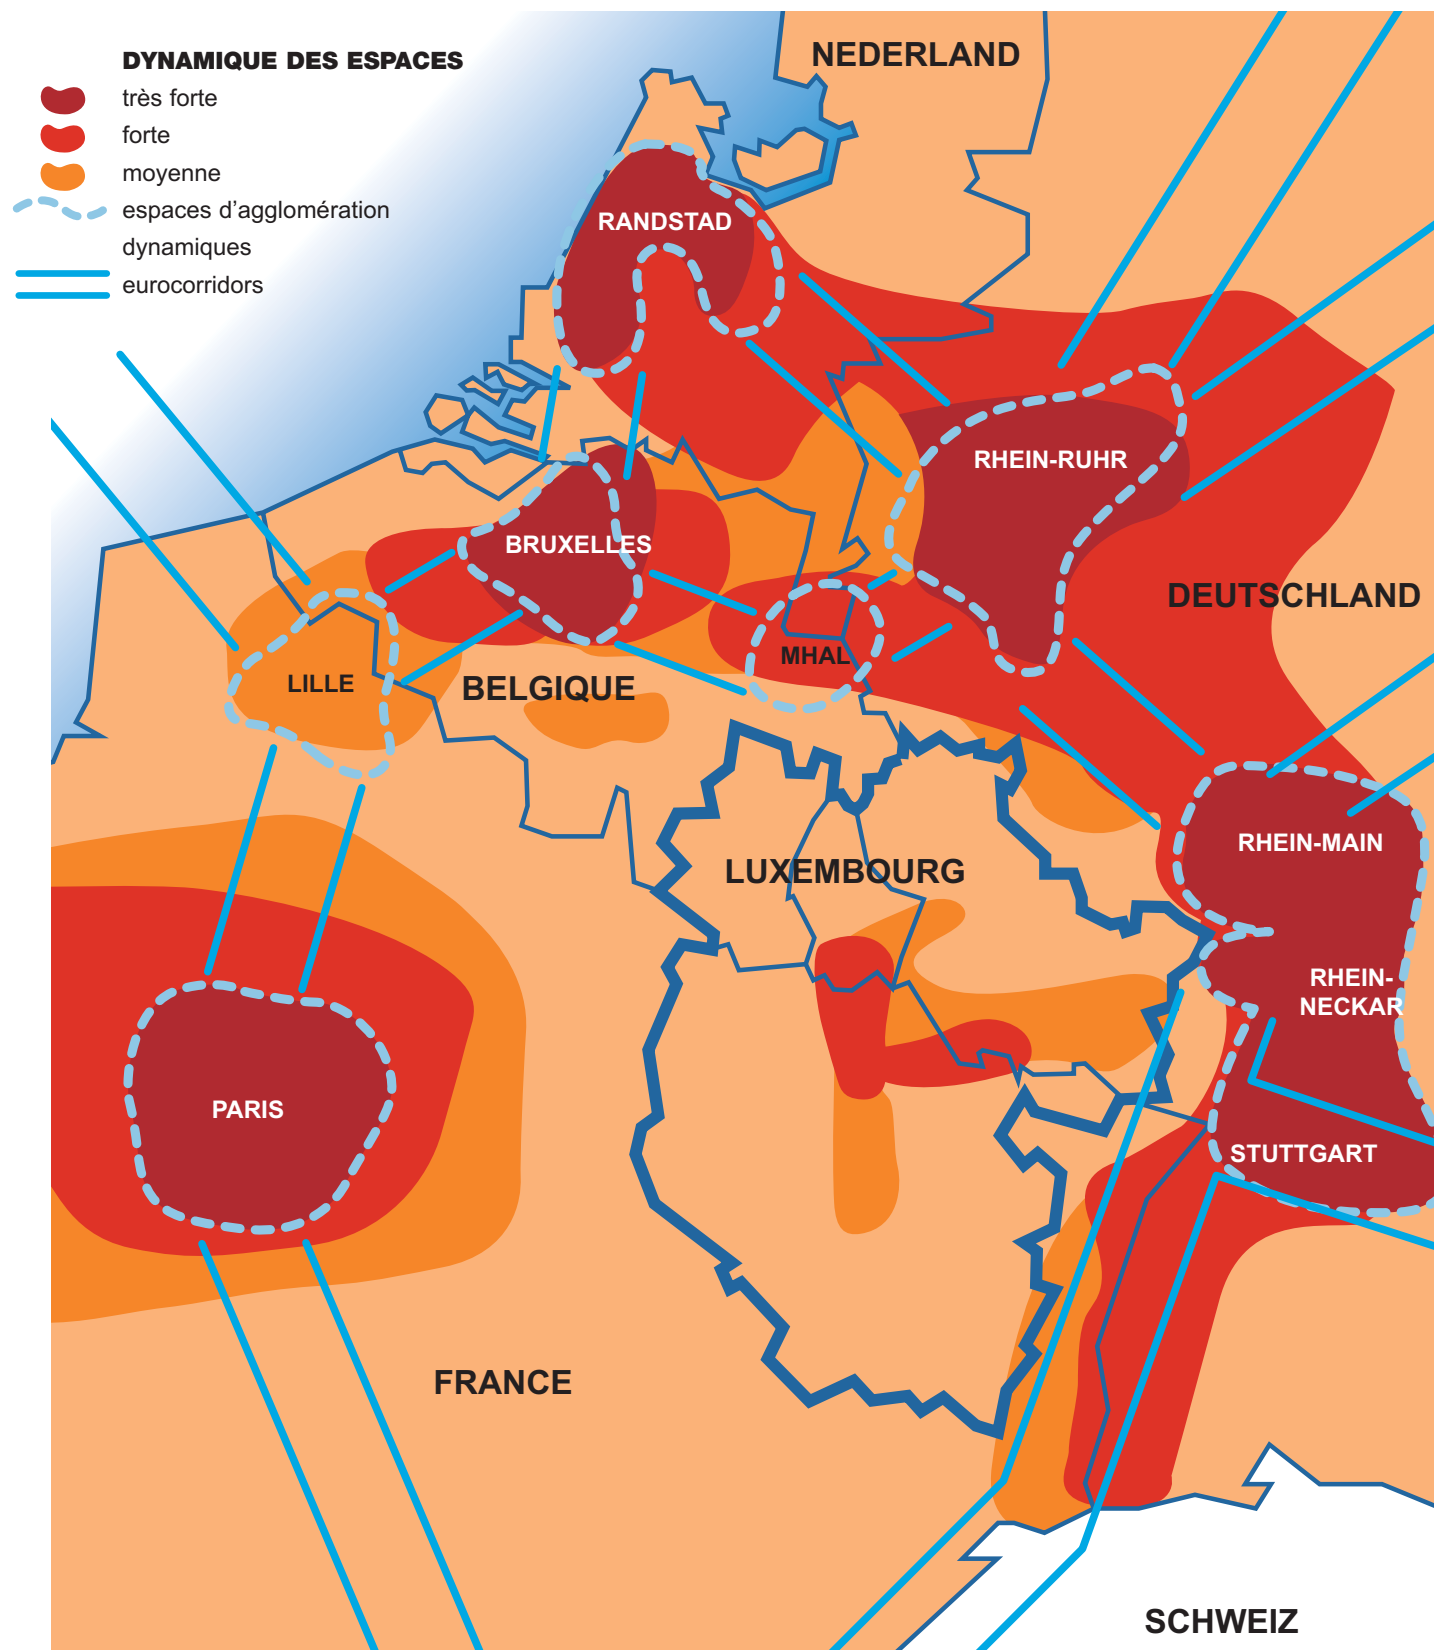 DYNAMIQUE DES ESPACES
très forte
forte
moyenne
espaces d'agglomération
dynamiques
eurocorridors
NEDERLAND
RANDSTAD
RHEIN-RUHR
BRUXELLES
DEUTSCHLAND
MHAL
LILLE
BELGIQUE
RHEIN-MAIN
LUXEMBOURG
RHEIN-
NECKAR
PARIS
STUTTGART
FRANCE
SCHWEIZ